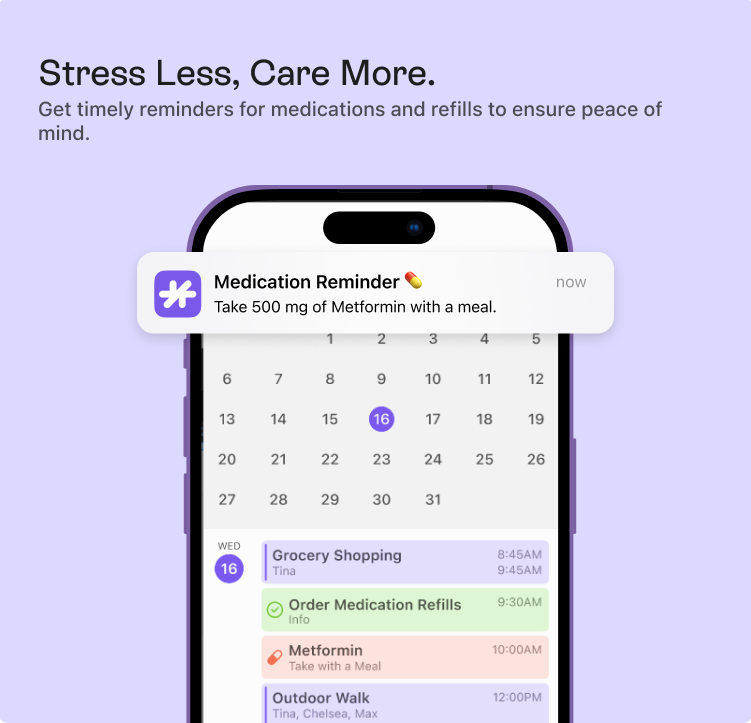 Stress Less, Care More.
Get timely reminders for medications and refills to ensure peace of
mind.
Medication Reminder 💊 now
Take 500 mg of Metformin with a meal.
1 2 3 4 5
6 7 8 9 10 11 12
13 14 15 16 17 18 19
20 21 22 23 24 25 26
27 28 29 30 31
WED
16
Grocery Shopping 8:45AM
Tina 9:45AM
Order Medication Refills 9:30AM
Info
Metformin 10:00AM
Take with a Meal
Outdoor Walk 12:00PM
Tina, Chelsea, Max